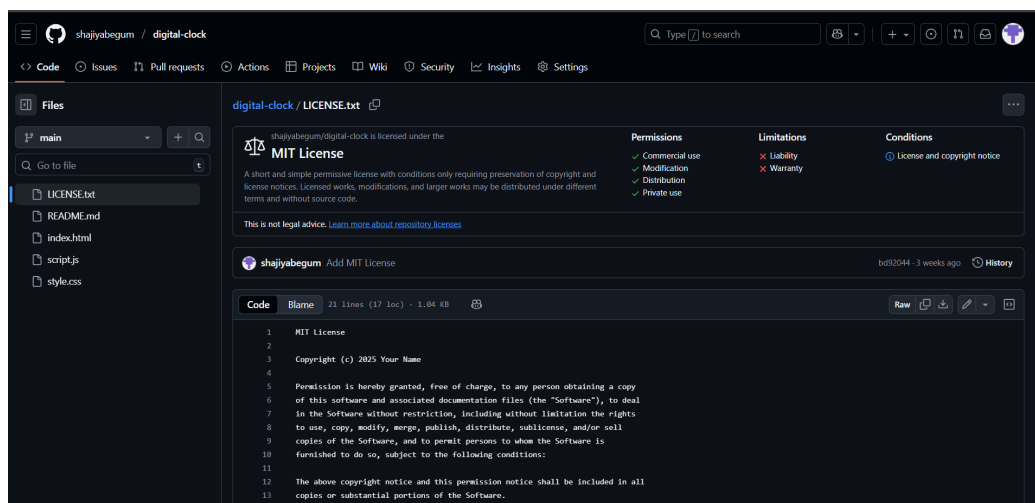 shajiyabegum / digital-clock
Type / to search
Code Issues Pull requests Actions Projects Wiki Security Insights Settings
Files
main
Go to file t
LICENSE.txt
README.md
index.html
script.js
style.css
digital-clock / LICENSE.txt
shajiyabegum/digital-clock is licensed under the
MIT License
A short and simple permissive license with conditions only requiring preservation of copyright and
license notices. Licensed works, modifications, and larger works may be distributed under different
terms and without source code.
Permissions
Commercial use
Modification
Distribution
Private use
Limitations
Liability
Warranty
Conditions
License and copyright notice
This is not legal advice. Learn more about repository licenses
shajiyabegum Add MIT License
bd92044 · 3 weeks ago History
Code Blame 21 lines (17 loc) · 1.04 KB
Raw
1 MIT License
2
3 Copyright (c) 2025 Your Name
4
5 Permission is hereby granted, free of charge, to any person obtaining a copy
6 of this software and associated documentation files (the "Software"), to deal
7 in the Software without restriction, including without limitation the rights
8 to use, copy, modify, merge, publish, distribute, sublicense, and/or sell
9 copies of the Software, and to permit persons to whom the Software is
10 furnished to do so, subject to the following conditions:
11
12 The above copyright notice and this permission notice shall be included in all
13 copies or substantial portions of the Software.